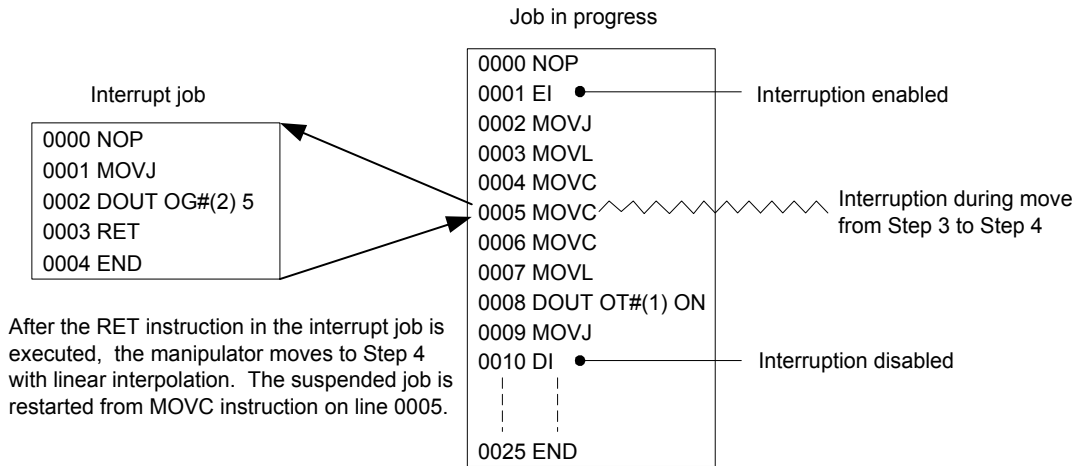 Job in progress
Interrupt job
0000 NOP
0001 MOVJ
0002 DOUT OG#(2) 5
0003 RET
0004 END
After the RET instruction in the interrupt job is
executed, the manipulator moves to Step 4
with linear interpolation. The suspended job is
restarted from MOVC instruction on line 0005.
0000 NOP
0001 EI
0002 MOVJ
0003 MOVL
0004 MOVC
0005 MOVC
0006 MOVC
0007 MOVL
0008 DOUT OT#(1) ON
0009 MOVJ
0010 DI
0025 END
Interruption enabled
Interruption during move
from Step 3 to Step 4
Interruption disabled